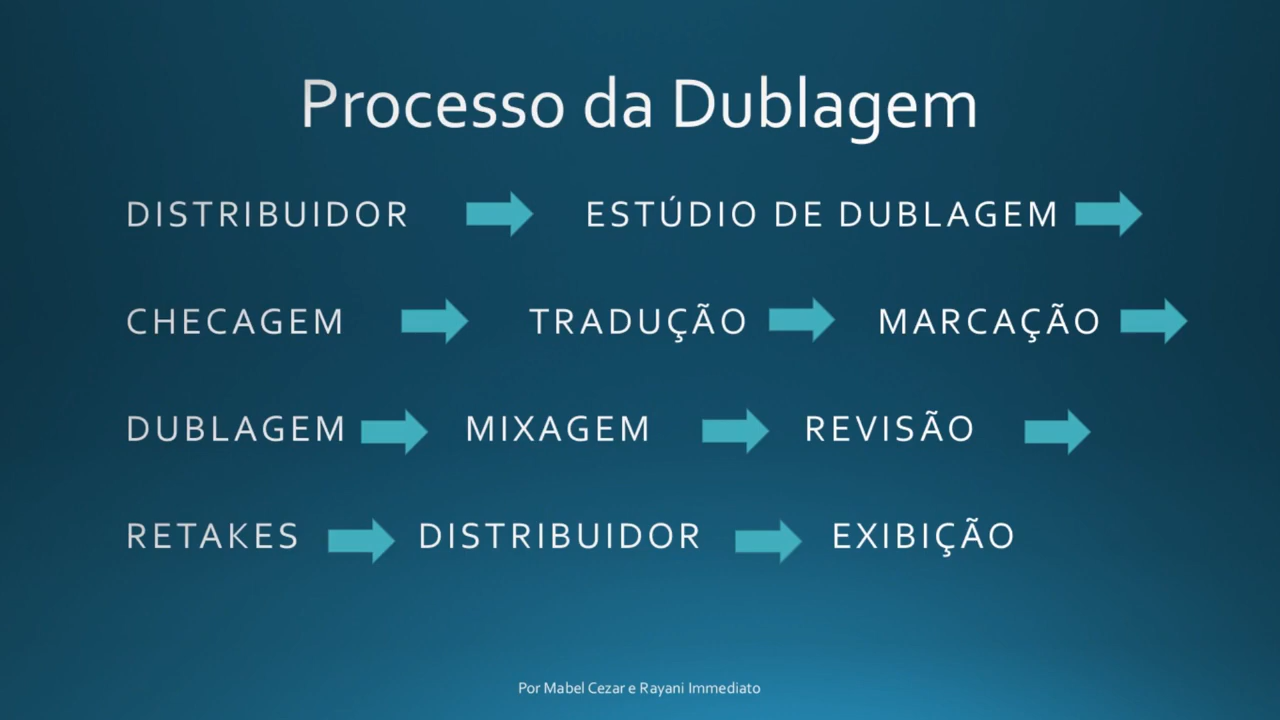 Processo da Dublagem
DISTRIBUIDOR ESTÚDIO DE DUBLAGEM
CHECAGEM TRADUÇÃO MARCAÇÃO
DUBLAGEM MIXAGEM REVISÃO
RETAKES DISTRIBUIDOR EXIBIÇÃO
Por Mabel Cezar e Rayani Immediato